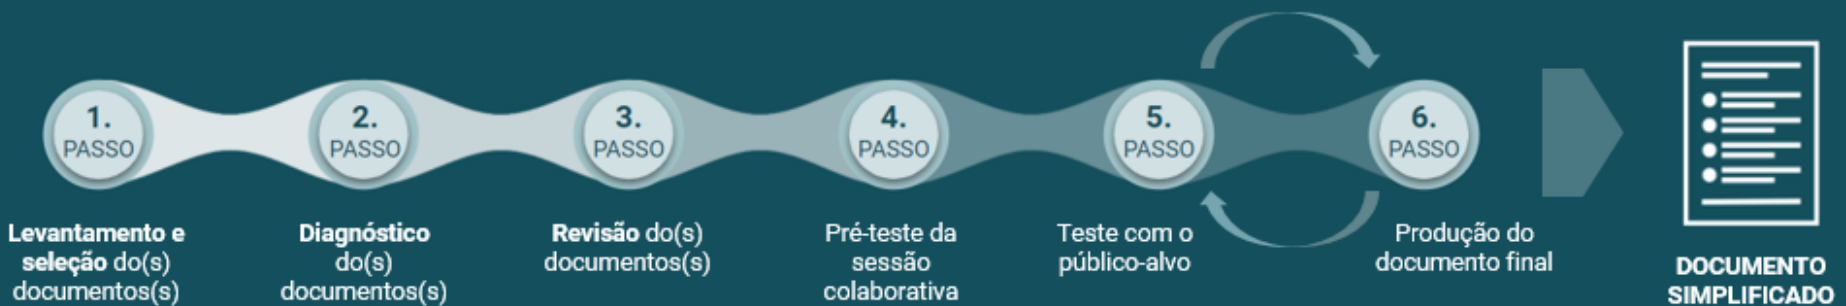 1.
PASSO
Levantamento e
seleção do(s)
documentos(s)
2.
PASSO
Diagnóstico
do(s)
documentos(s)
3.
PASSO
Revisão do(s)
documentos(s)
4.
PASSO
Pré-teste da
sessão
colaborativa
5.
PASSO
Teste com o
público-alvo
6.
PASSO
Produção do
documento final
DOCUMENTO
SIMPLIFICADO